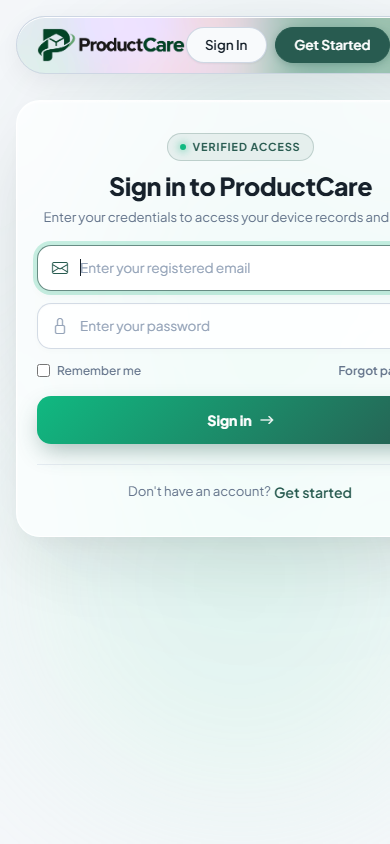 ProductCare Sign In Get Started
VERIFIED ACCESS
Sign in to ProductCare
Enter your credentials to access your device records and
Enter your registered email
Enter your password
Remember me Forgot
Sign In →
Don't have an account? Get started